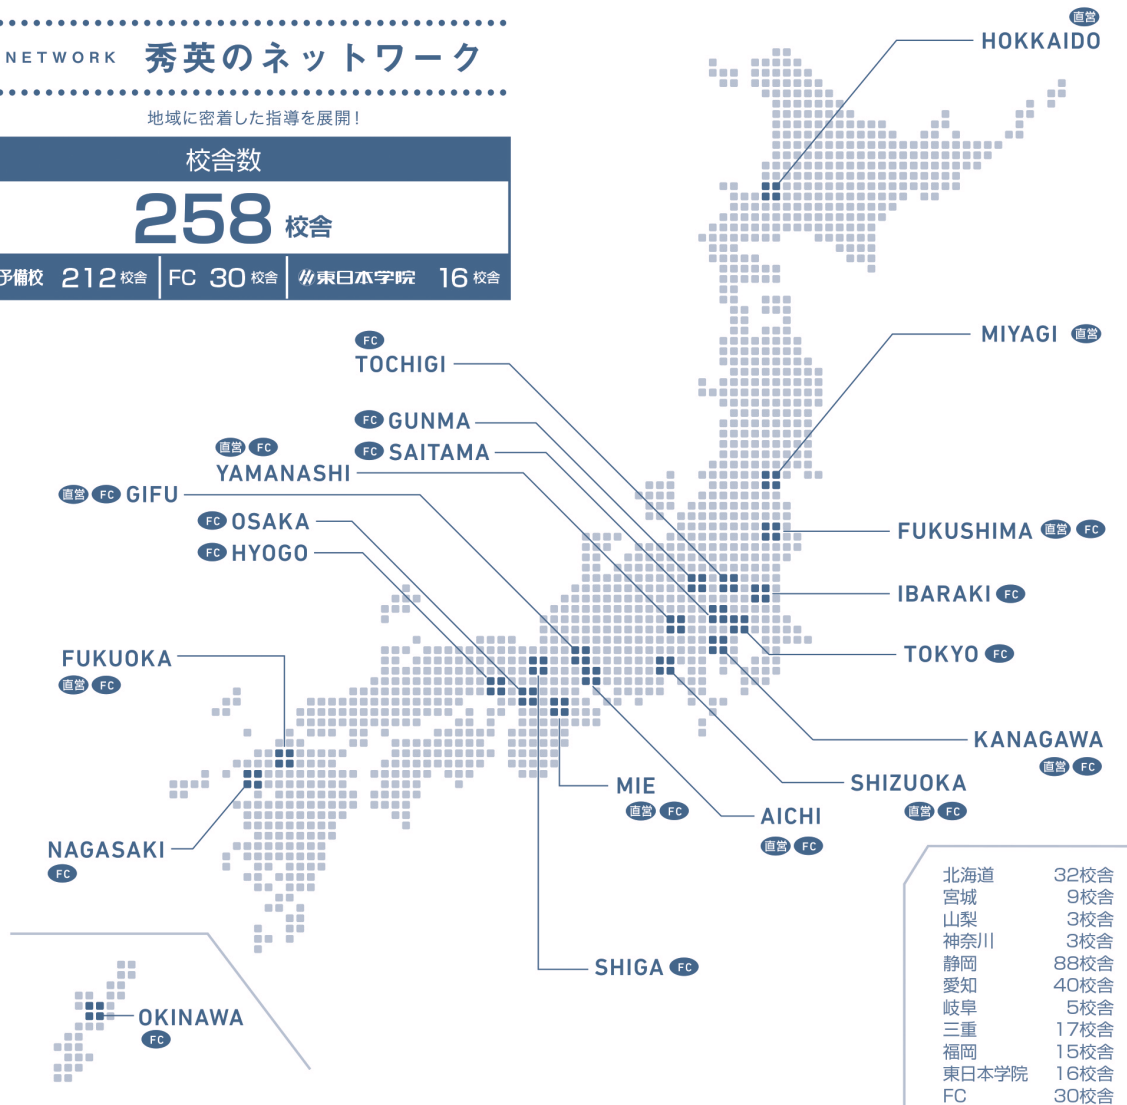 NETWORK 秀英のネットワーク
地域に密着した指導を展開！
校舎数
258 校舎
予備校 212校舎 FC 30校舎 東日本学院 16校舎
直営
HOKKAIDO
MIYAGI 直営
FC
TOCHIGI
FC GUNMA
FC SAITAMA
直営 FC
YAMANASHI
直営 FC GIFU
FC OSAKA
FC HYOGO
FUKUSHIMA 直営 FC
IBARAKI FC
TOKYO FC
FUKUOKA
直営 FC
KANAGAWA
直営 FC
SHIZUOKA
直営 FC
MIE
直営 FC
AICHI
直営 FC
NAGASAKI
FC
SHIGA FC
OKINAWA
FC
北海道 32校舎
宮城 9校舎
山梨 3校舎
神奈川 3校舎
静岡 88校舎
愛知 40校舎
岐阜 5校舎
三重 17校舎
福岡 15校舎
東日本学院 16校舎
FC 30校舎